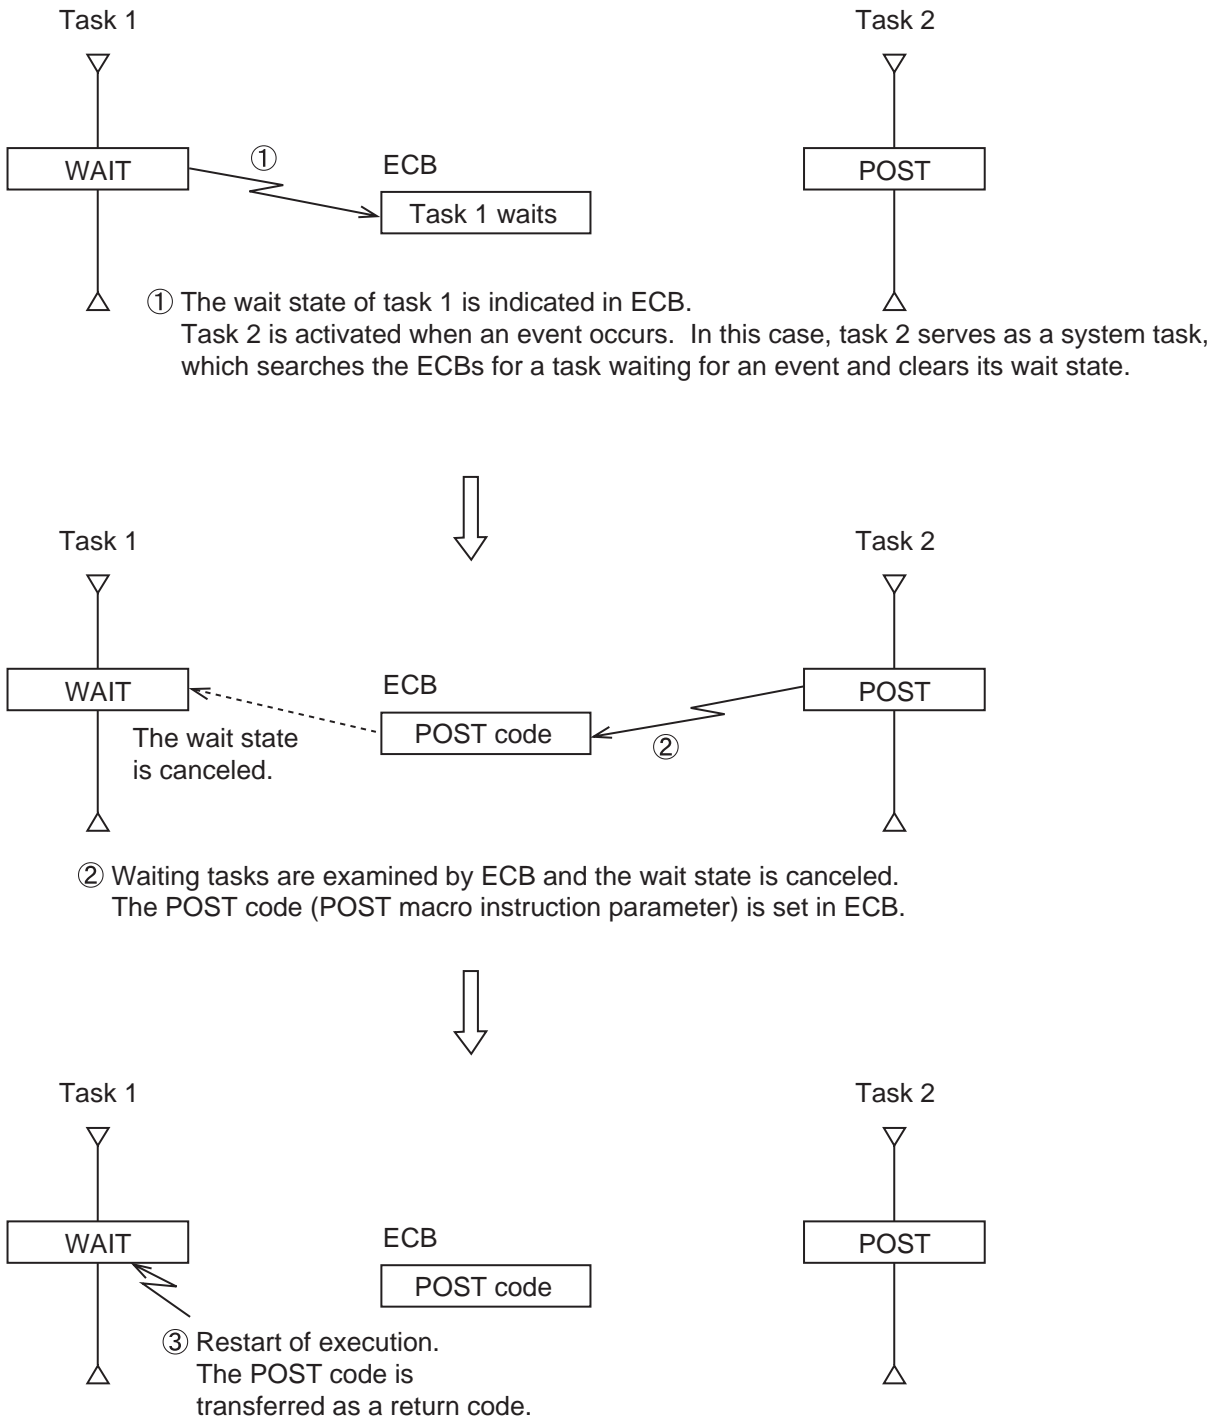 Task 1
Task 2
WAIT
①
ECB
POST
Task 1 waits
① The wait state of task 1 is indicated in ECB.
Task 2 is activated when an event occurs. In this case, task 2 serves as a system task,
which searches the ECBs for a task waiting for an event and clears its wait state.
Task 1
Task 2
WAIT
ECB
POST
POST code
②
The wait state
is canceled.
② Waiting tasks are examined by ECB and the wait state is canceled.
The POST code (POST macro instruction parameter) is set in ECB.
Task 1
Task 2
WAIT
ECB
POST
POST code
③ Restart of execution.
The POST code is
transferred as a return code.